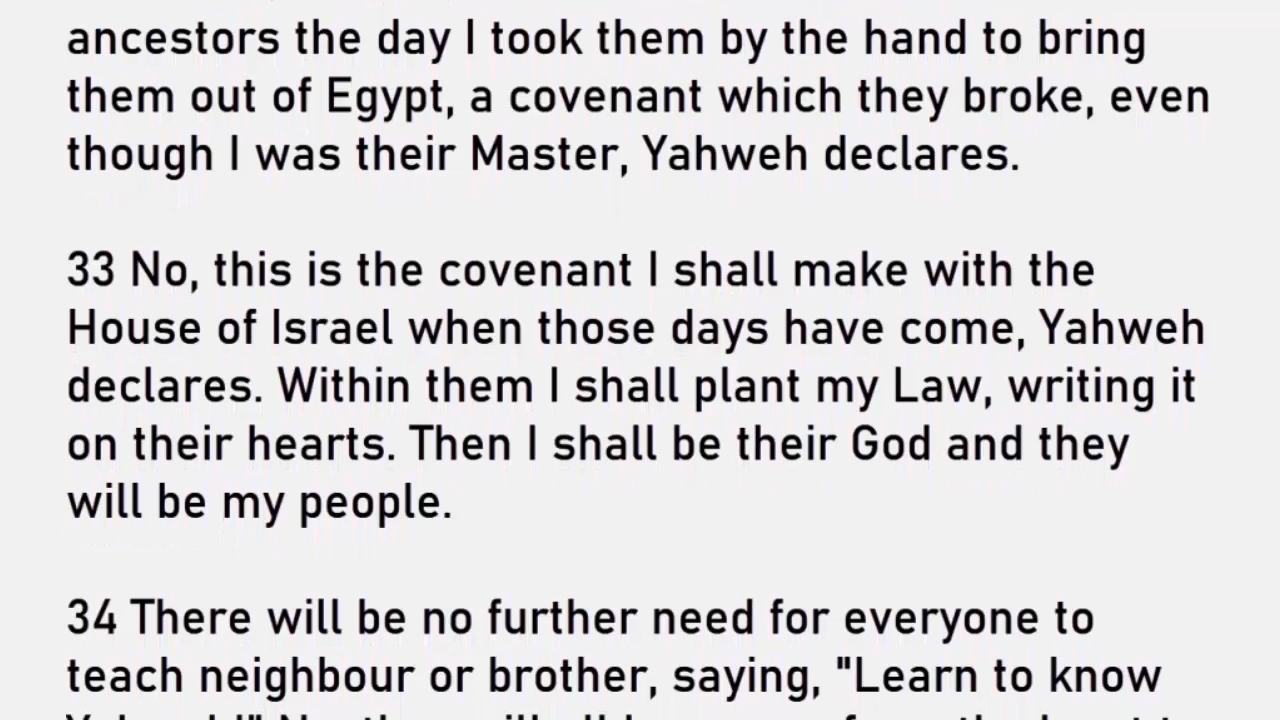 ancestors the day I took them by the hand to bring
them out of Egypt, a covenant which they broke, even
though I was their Master, Yahweh declares.
33 No, this is the covenant I shall make with the
House of Israel when those days have come, Yahweh
declares. Within them I shall plant my Law, writing it
on their hearts. Then I shall be their God and they
will be my people.
34 There will be no further need for everyone to
teach neighbour or brother, saying, "Learn to know